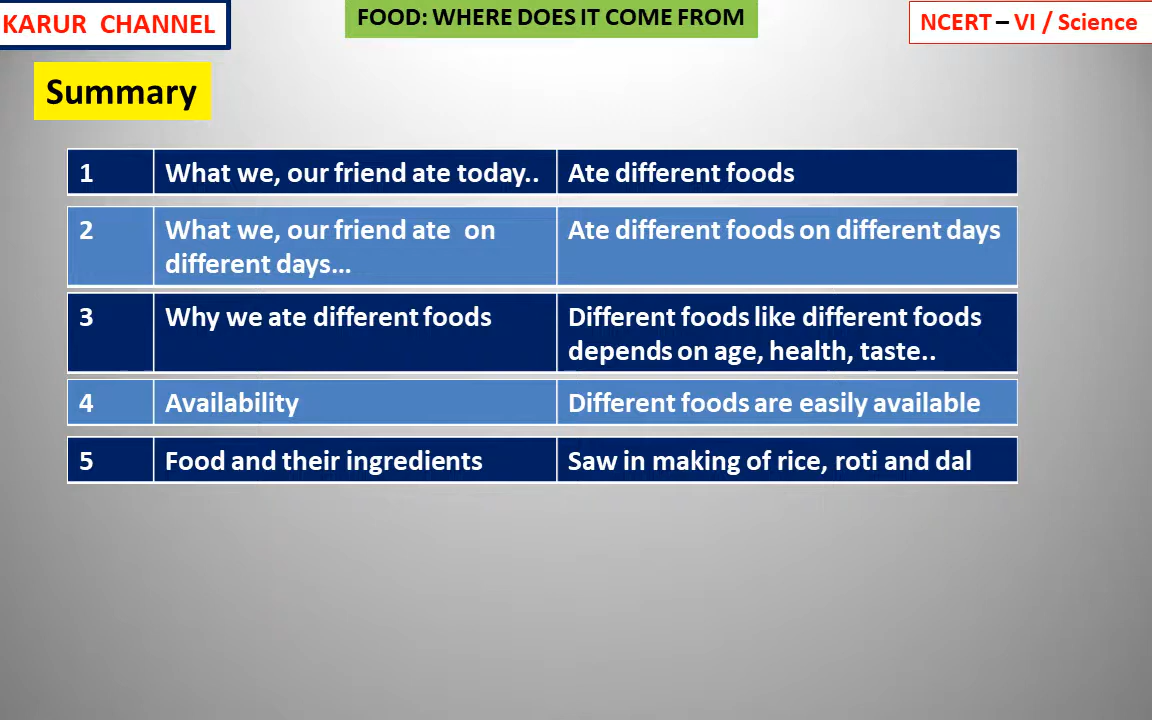 KARUR  CHANNEL
FOOD: WHERE DOES IT COME FROM
NCERT – VI / Science
Summary
1 What we, our friend ate today.. Ate different foods
2 What we, our friend ate  on Ate different foods on different days
different days...
3 Why we ate different foods Different foods like different foods
depends on age, health, taste..
4 Availability Different foods are easily available
5 Food and their ingredients Saw in making of rice, roti and dal